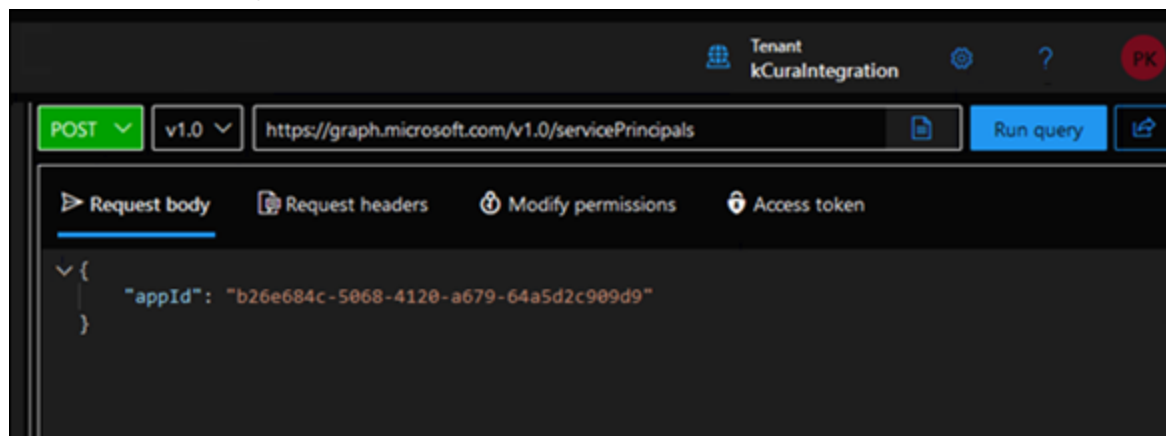 Tenant
kCuraIntegration
?
PK
POST
v1.0
https://graph.microsoft.com/v1.0/servicePrincipals
Run query
Request body
Request headers
Modify permissions
Access token
{
"appId": "b26e684c-5068-4120-a679-64a5d2c909d9"
}